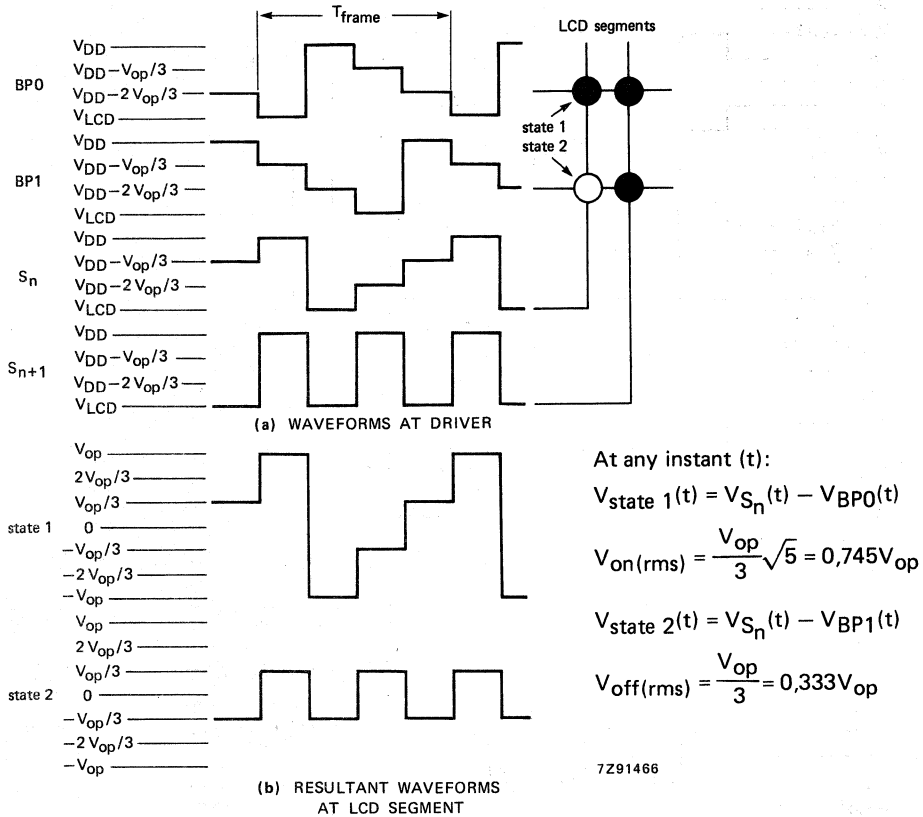 T_frame
LCD segments
BP0
V_DD
V_DD−V_op/3
V_DD−2 V_op/3
V_LCD
state 1
state 2
BP1
V_DD
V_DD−V_op/3
V_DD−2 V_op/3
V_LCD
S_n
V_DD
V_DD−V_op/3
V_DD−2 V_op/3
V_LCD
S_n+1
V_DD
V_DD−V_op/3
V_DD−2 V_op/3
V_LCD
(a) WAVEFORMS AT DRIVER
state 1
V_op
2V_op/3
V_op/3
0
−V_op/3
−2 V_op/3
−V_op
state 2
V_op
2 V_op/3
V_op/3
0
−V_op/3
−2 V_op/3
−V_op
(b) RESULTANT WAVEFORMS
AT LCD SEGMENT
At any instant (t):
V_state 1(t) = V_Sn(t) − V_BP0(t)
V_on(rms) = V_op/3 √5 = 0,745V_op
V_state 2(t) = V_Sn(t) − V_BP1(t)
V_off(rms) = V_op/3 = 0,333V_op
7Z91466